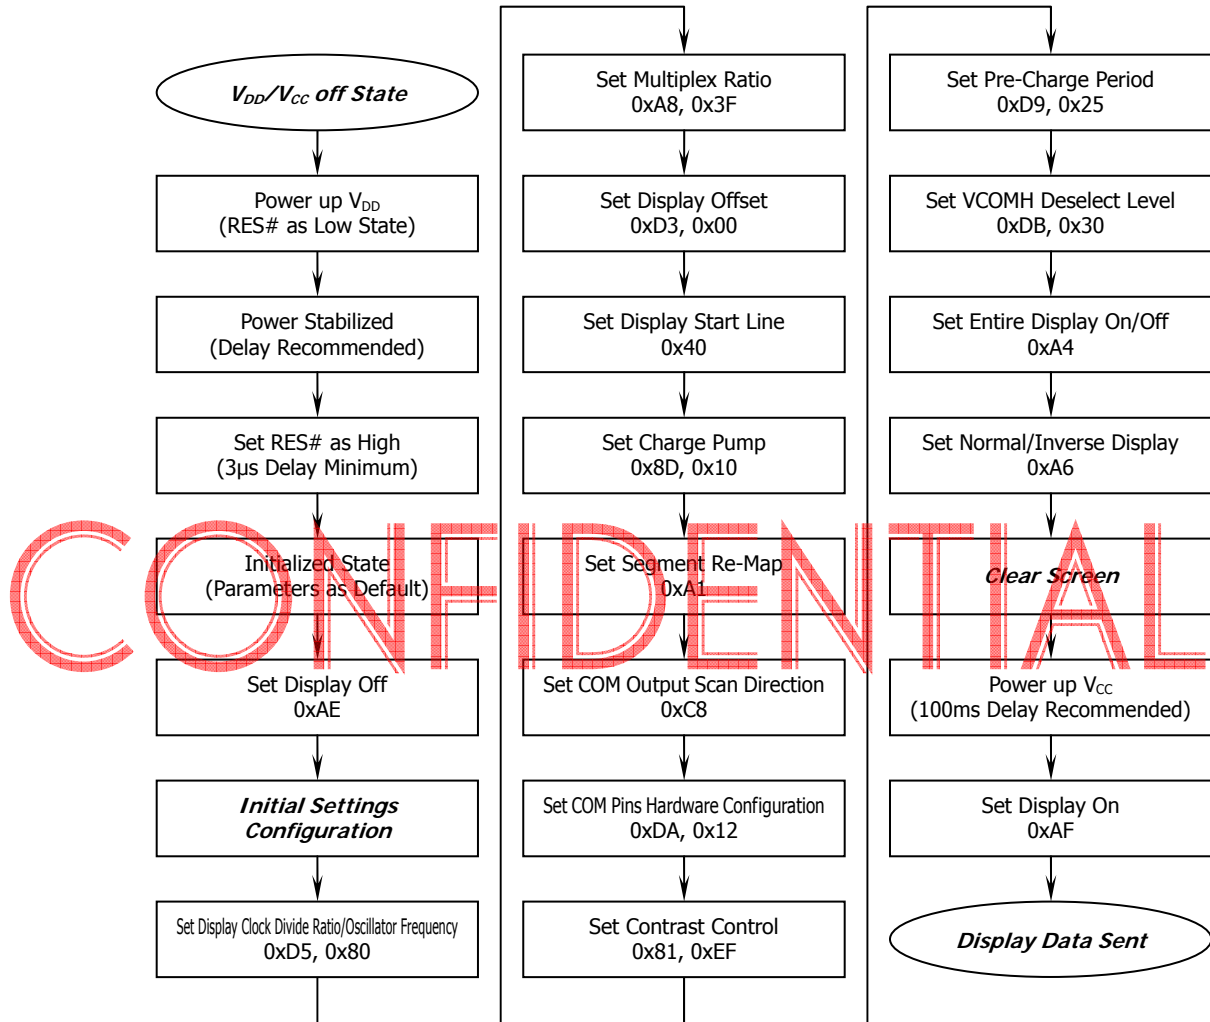 V_DD/V_CC off State
Power up V_DD
(RES# as Low State)
Power Stabilized
(Delay Recommended)
Set RES# as High
(3µs Delay Minimum)
Initialized State
(Parameters as Default)
Set Display Off
0xAE
Initial Settings
Configuration
Set Display Clock Divide Ratio/Oscillator Frequency
0xD5, 0x80
Set Multiplex Ratio
0xA8, 0x3F
Set Display Offset
0xD3, 0x00
Set Display Start Line
0x40
Set Charge Pump
0x8D, 0x10
Set Segment Re-Map
0xA1
Set COM Output Scan Direction
0xC8
Set COM Pins Hardware Configuration
0xDA, 0x12
Set Contrast Control
0x81, 0xEF
Set Pre-Charge Period
0xD9, 0x25
Set VCOMH Deselect Level
0xDB, 0x30
Set Entire Display On/Off
0xA4
Set Normal/Inverse Display
0xA6
Clear Screen
Power up V_CC
(100ms Delay Recommended)
Set Display On
0xAF
Display Data Sent
CONFIDENTIAL